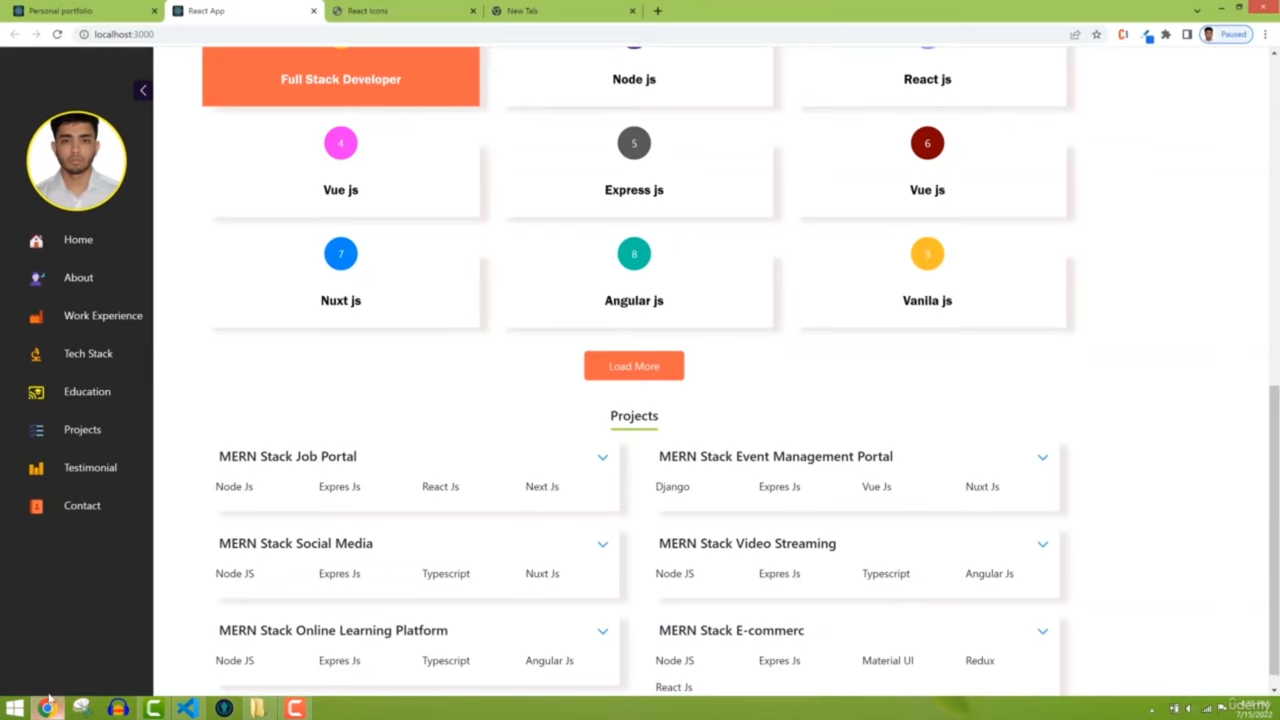 Personal portfolio
React App
React Icons
New Tab
localhost:3000
Paused
Full Stack Developer
Node js
React js
4
5
6
Vue js
Express js
Vue js
7
8
9
Nuxt js
Angular js
Vanila js
Load More
Projects
MERN Stack Job Portal
Node Js Expres Js React Js Next Js
MERN Stack Event Management Portal
Django Expres Js Vue Js Nuxt Js
MERN Stack Social Media
Node JS Expres Js Typescript Nuxt Js
MERN Stack Video Streaming
Node JS Expres Js Typescript Angular Js
MERN Stack Online Learning Platform
Node JS Expres Js Typescript Angular Js
MERN Stack E-commerc
Node JS Expres Js Material UI Redux
React Js
Home
About
Work Experience
Tech Stack
Education
Projects
Testimonial
Contact
udemy
7/15/2022